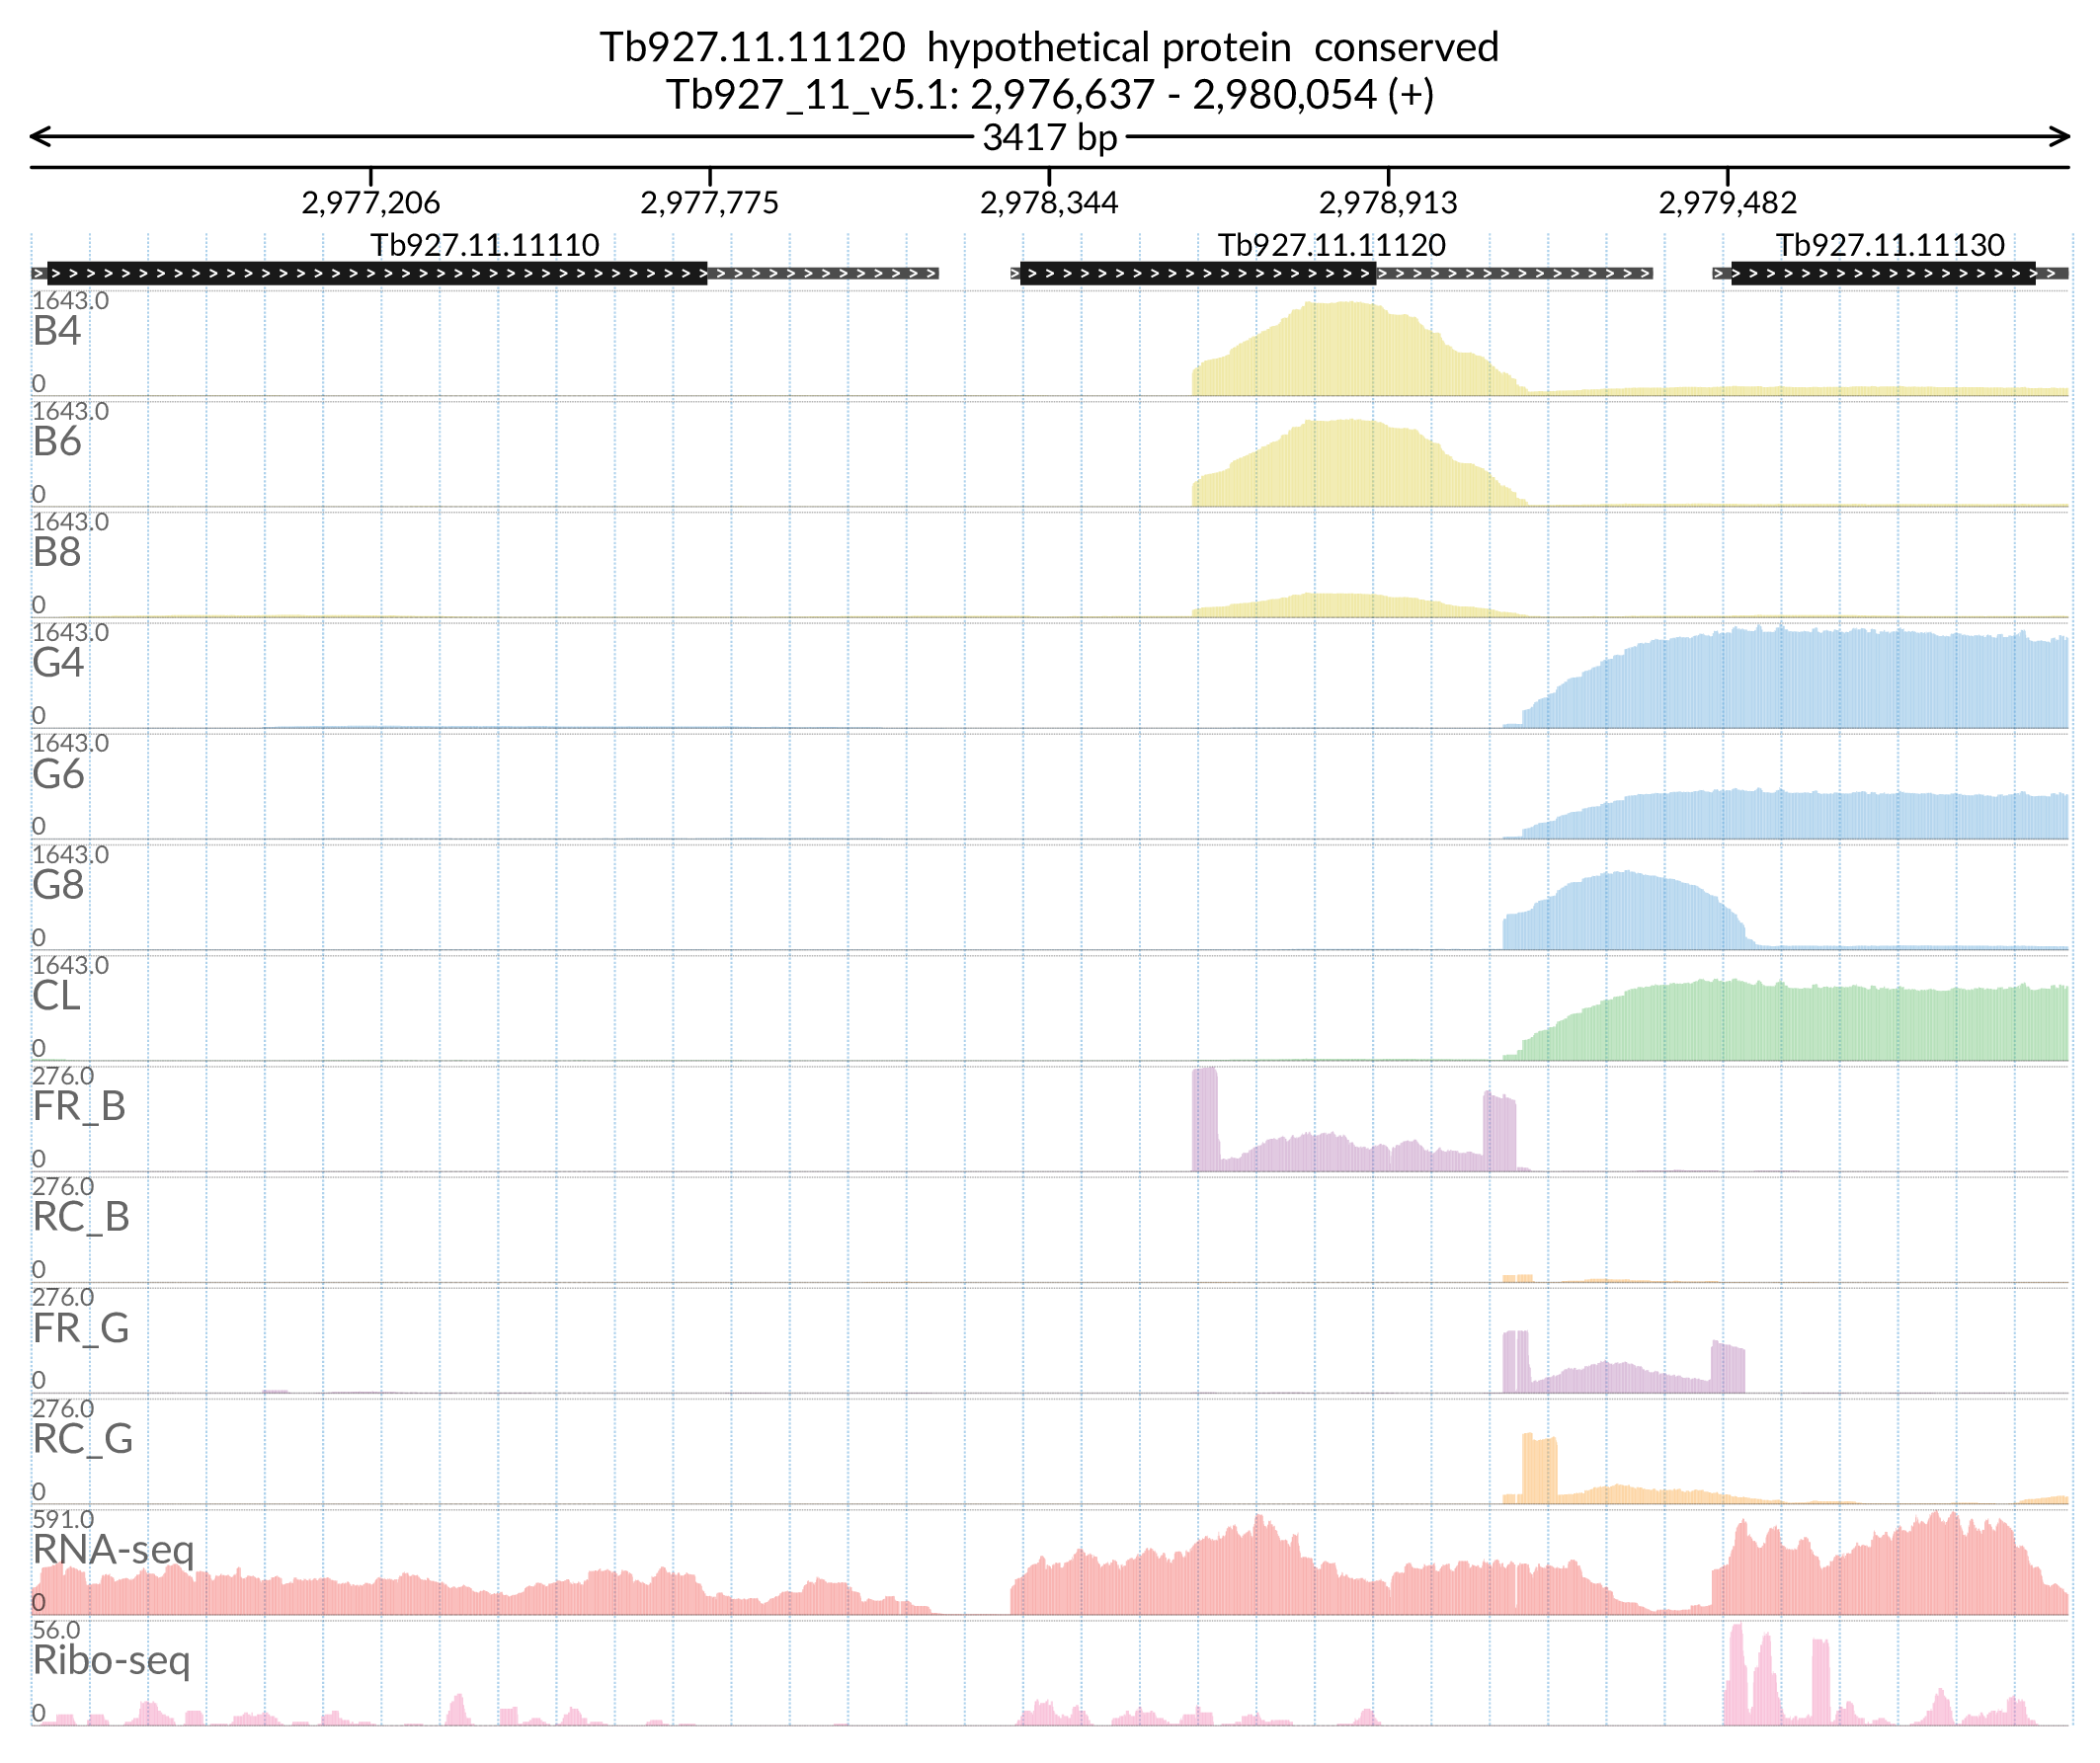 Tb927.11.11120 hypothetical protein conserved
Tb927_11_v5.1: 2,976,637 - 2,980,054 (+)
3417 bp
2,977,206 2,977,775 2,978,344 2,978,913 2,979,482
Tb927.11.11110 Tb927.11.11120 Tb927.11.11130
1643.0
B4
0
1643.0
B6
0
1643.0
B8
0
1643.0
G4
0
1643.0
G6
0
1643.0
G8
0
1643.0
CL
0
276.0
FR_B
0
276.0
RC_B
0
276.0
FR_G
0
276.0
RC_G
0
591.0
RNA-seq
0
56.0
Ribo-seq
0